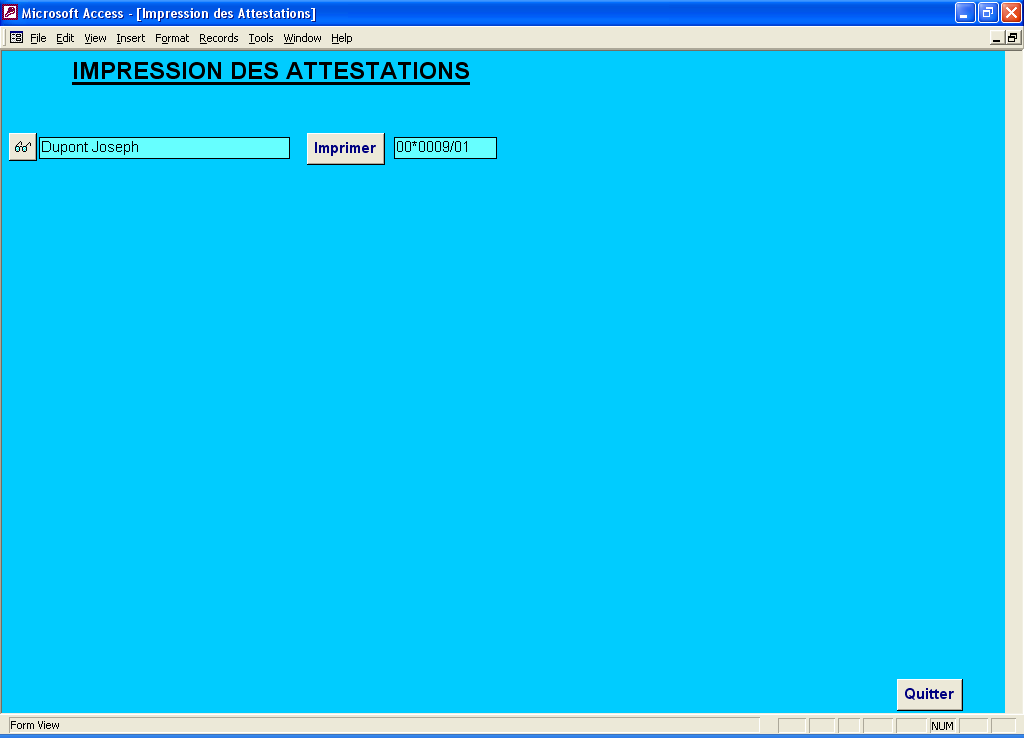 Microsoft Access - [Impression des Attestations]
File Edit View Insert Format Records Tools Window Help
IMPRESSION DES ATTESTATIONS
Dupont Joseph Imprimer 00*0009/01
Quitter
Form View NUM